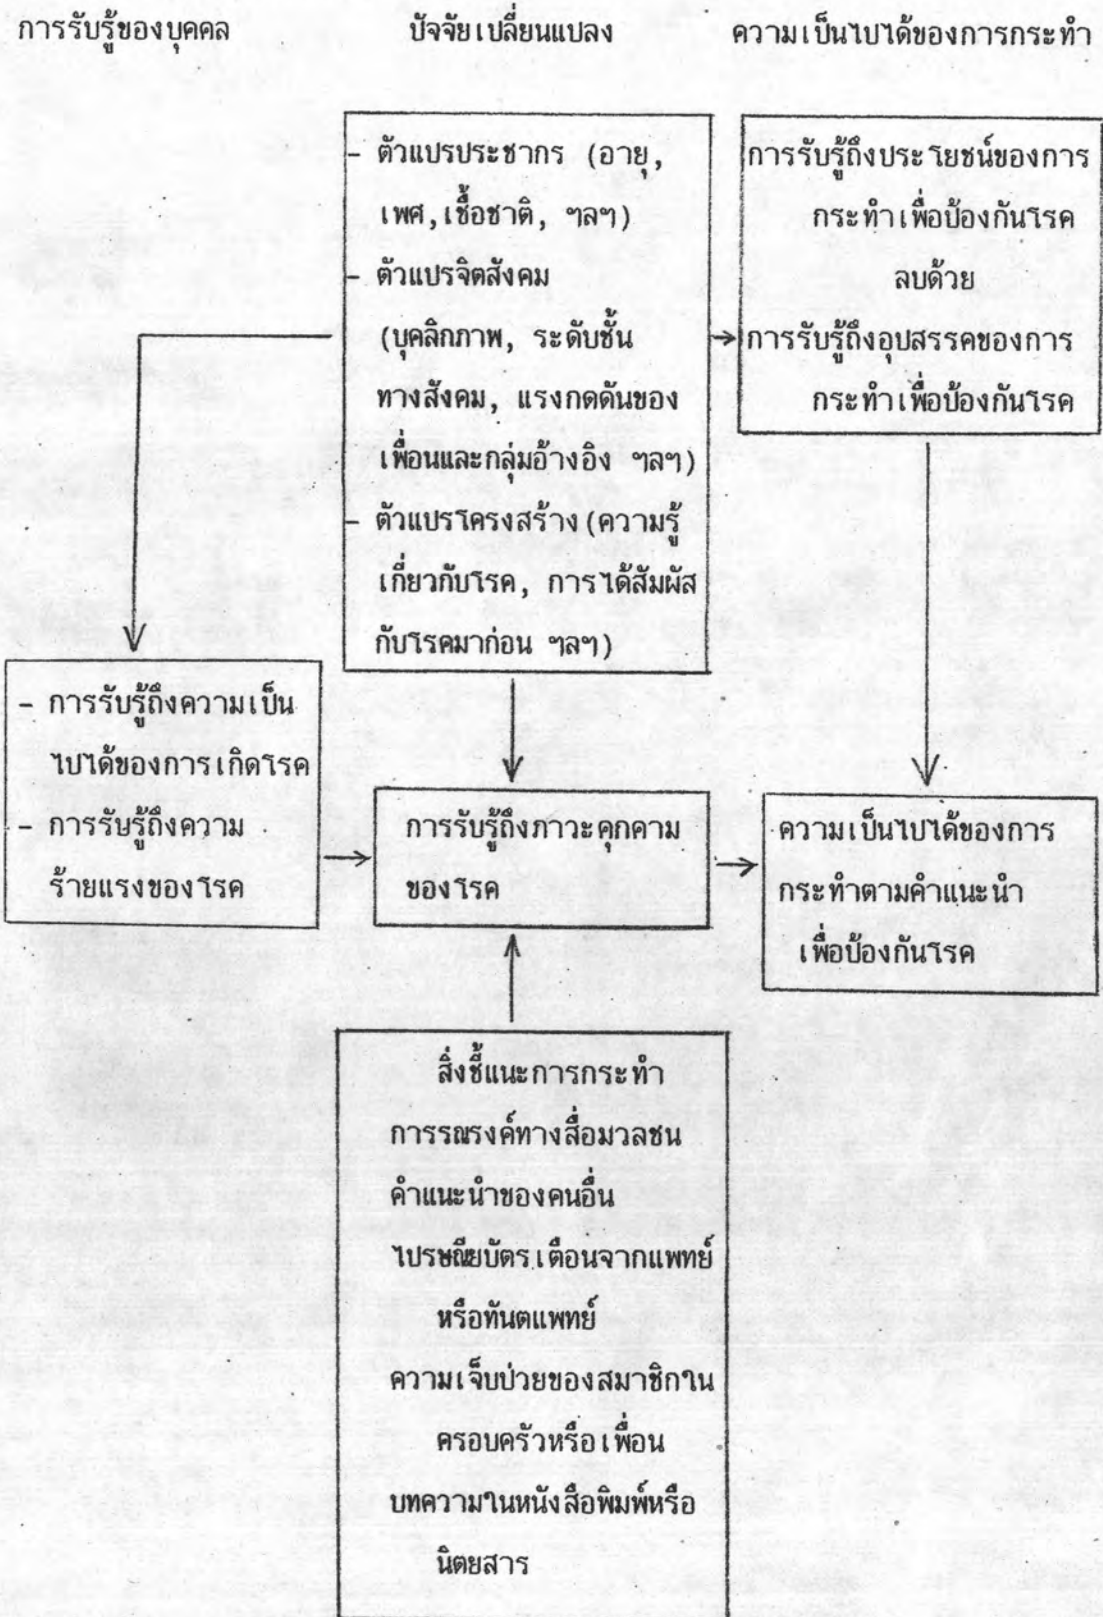 การรับรู้ของบุคคล
ปัจจัยเปลี่ยนแปลง
ความเป็นไปได้ของการกระทำ
- ตัวแปรประชากร (อายุ,
เพศ,เชื้อชาติ, ฯลฯ)
- ตัวแปรจิตสังคม
(บุคลิกภาพ, ระดับชั้น
ทางสังคม, แรงกดดันของ
เพื่อนและกลุ่มอ้างอิง ฯลฯ)
- ตัวแปรโครงสร้าง(ความรู้
เกี่ยวกับโรค, การได้สัมผัส
กับโรคมาก่อน ฯลฯ)
การรับรู้ถึงประโยชน์ของการ
กระทำเพื่อป้องกันโรค
ลบด้วย
การรับรู้ถึงอุปสรรคของการ
กระทำเพื่อป้องกันโรค
- การรับรู้ถึงความเป็น
ไปได้ของการเกิดโรค
- การรับรู้ถึงความ
ร้ายแรงของโรค
การรับรู้ถึงภาวะคุกคาม
ของโรค
ความเป็นไปได้ของการ
กระทำตามคำแนะนำ
เพื่อป้องกันโรค
สิ่งชี้แนะการกระทำ
การรณรงค์ทางสื่อมวลชน
คำแนะนำของคนอื่น
ไปรษณียบัตรเตือนจากแพทย์
หรือทันตแพทย์
ความเจ็บป่วยของสมาชิกใน
ครอบครัวหรือเพื่อน
บทความในหนังสือพิมพ์หรือ
นิตยสาร